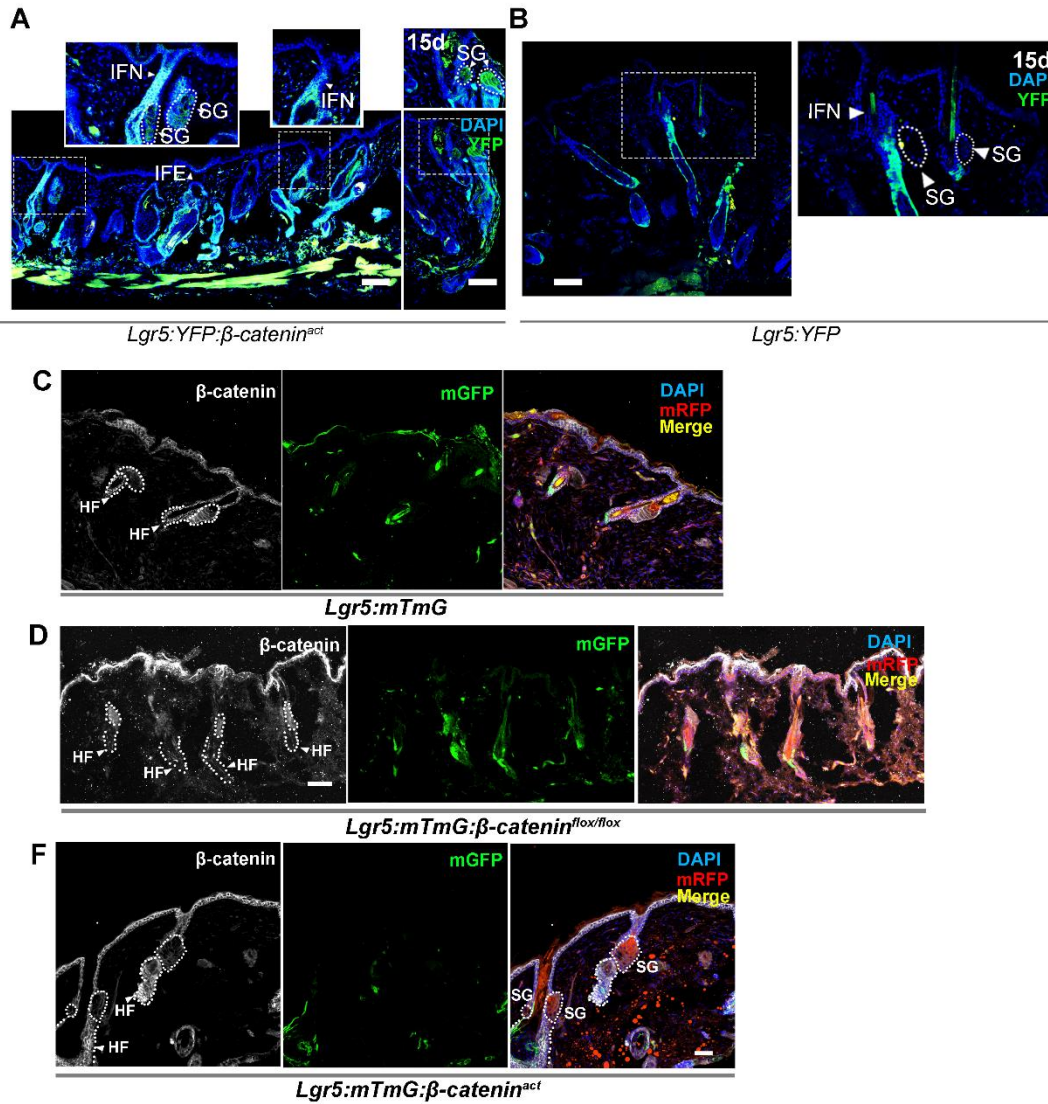 A
IFN
SG
SG
IFN
15d
SG
DAPI
YFP
IFE
Lgr5:YFP:β-catenin^act
B
15d
DAP
YFP
IFN
SG
SG
Lgr5:YFP
C
β-catenin
mGFP
DAPI
mRFP
Merge
HF
HF
Lgr5:mTmG
D
β-catenin
mGFP
DAPI
mRFP
Merge
HF
HF
HF
HF
Lgr5:mTmG:β-catenin^flox/flox
F
β-catenin
mGFP
DAPI
mRFP
Merge
HF
HF
SG
SG
SG
Lgr5:mTmG:β-catenin^act